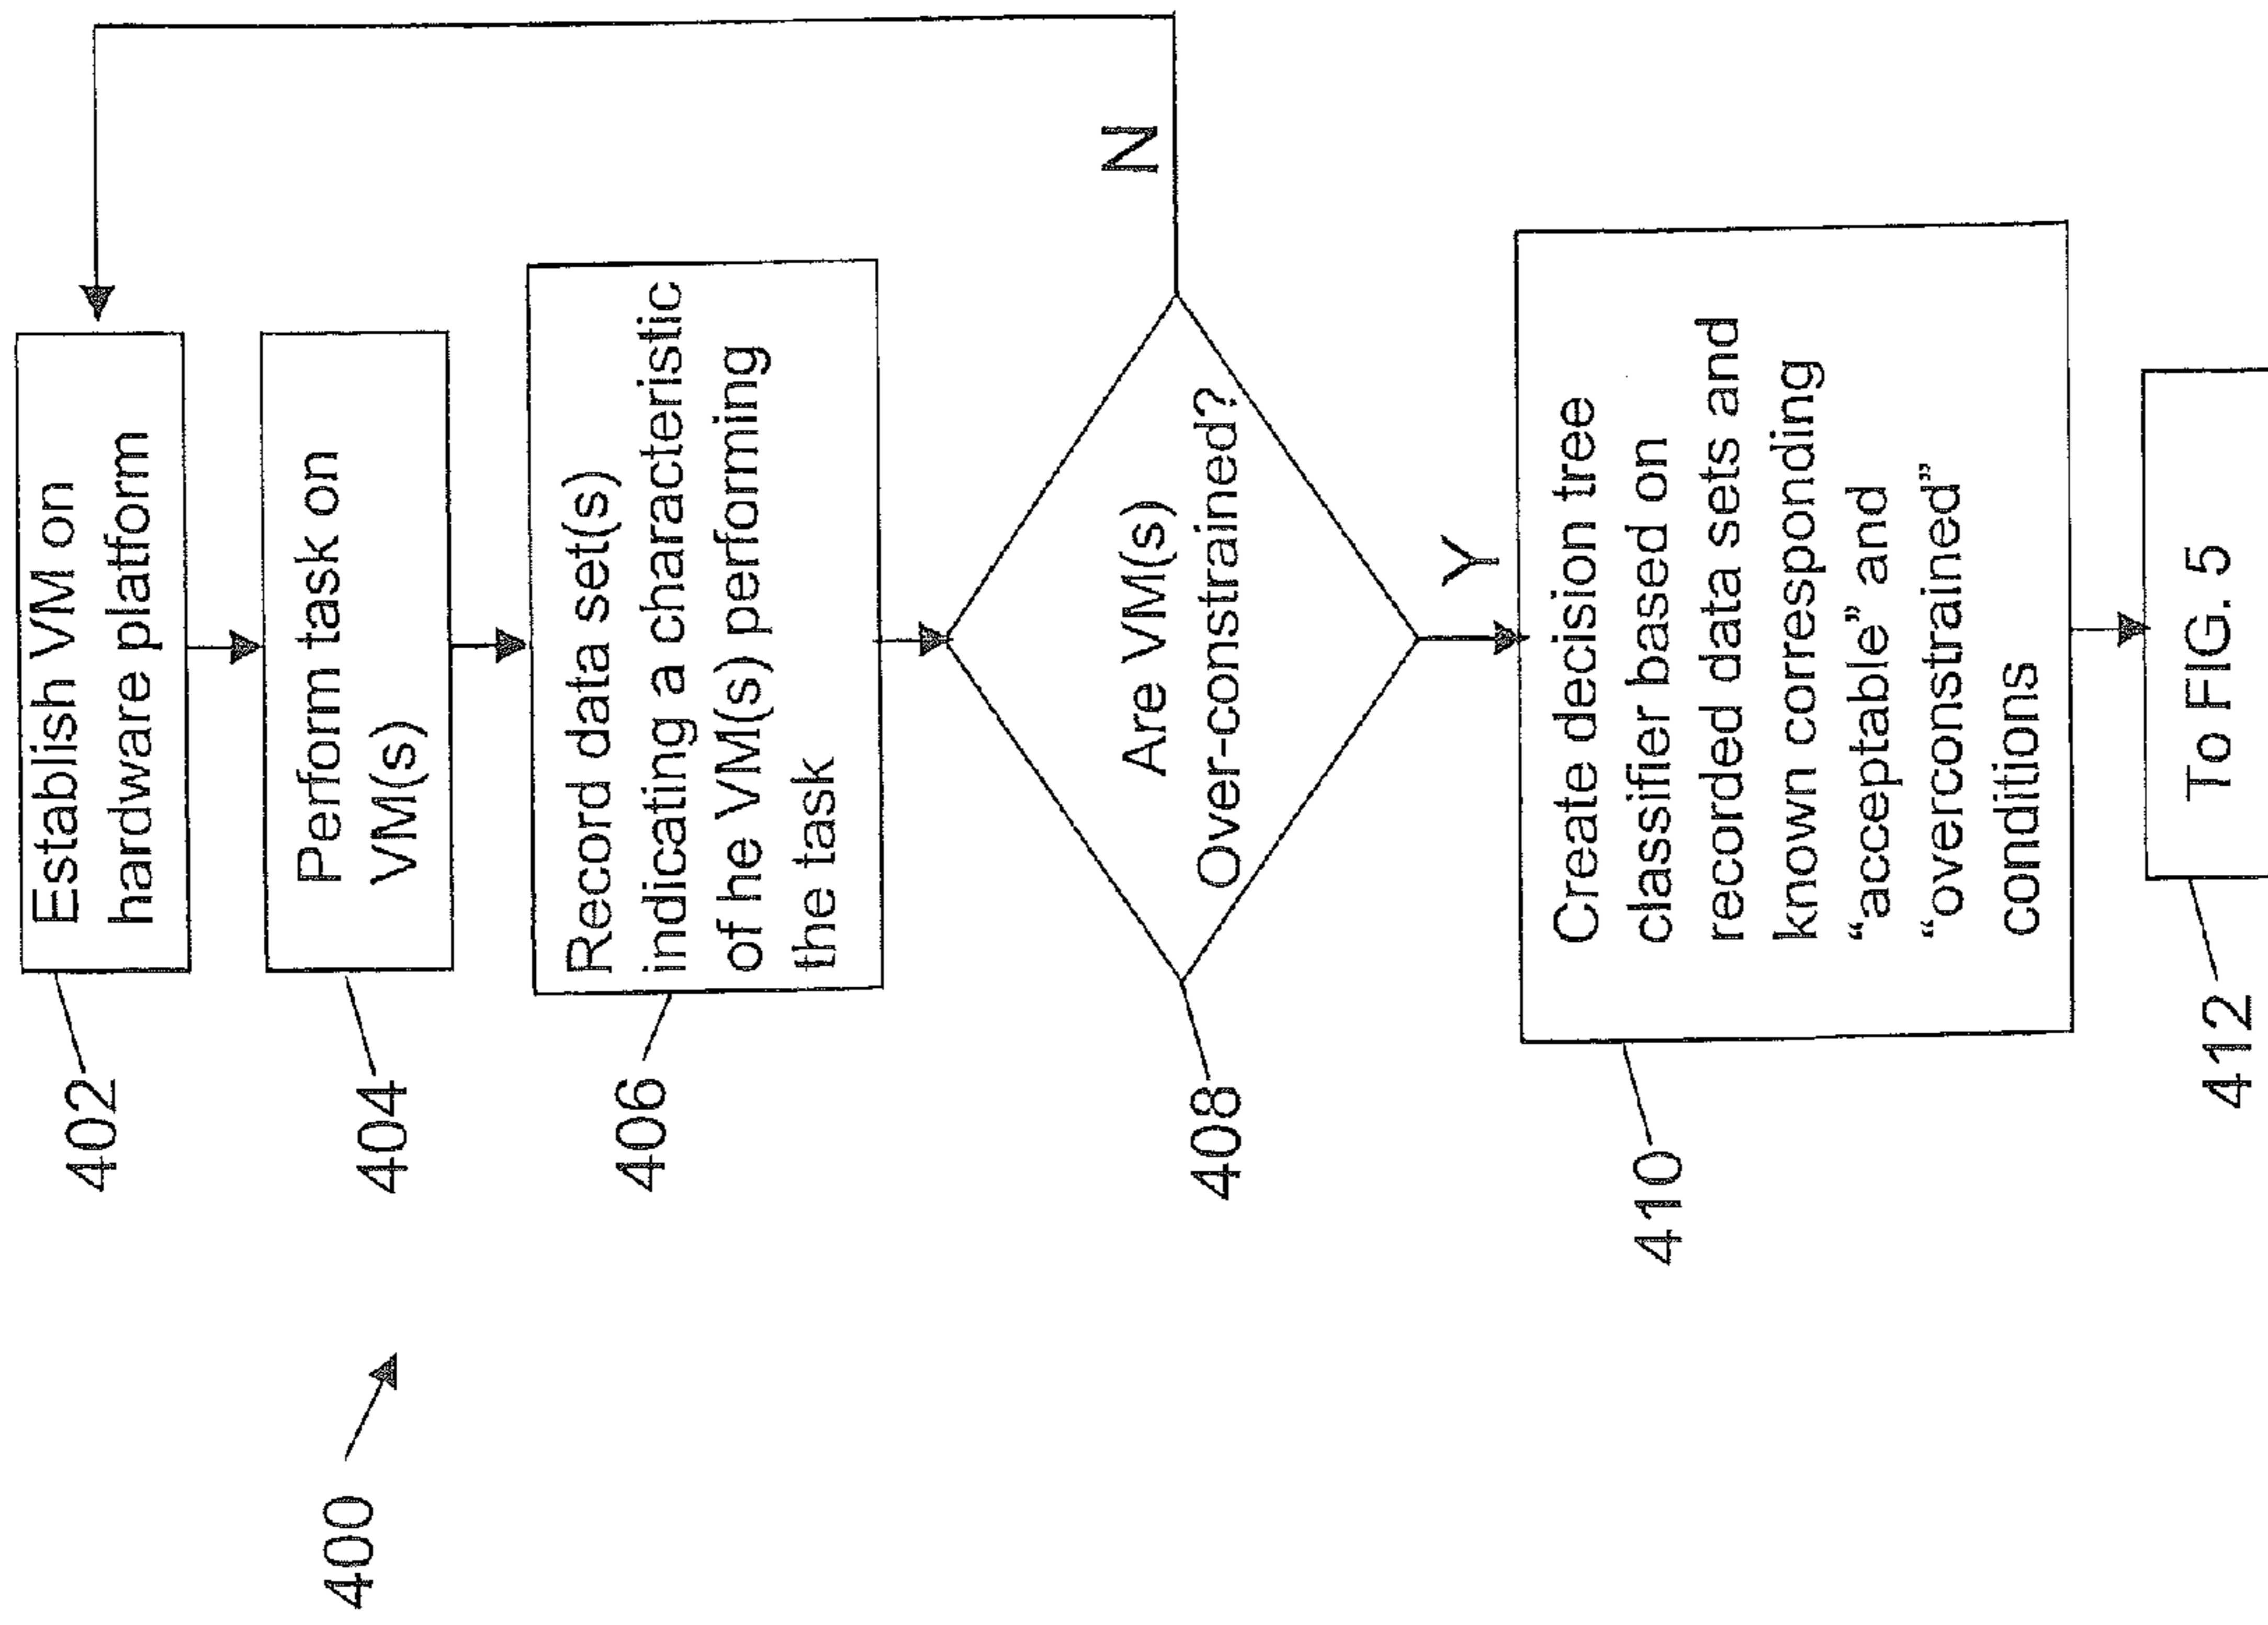 400
402
Establish VM on
hardware platform
404
Perform task on
VM(s)
406
Record data set(s)
indicating a characteristic
of he VM(s) performing
the task
408
Are VM(s)
Over-constrained?
N
Y
410
Create decision tree
classifier based on
recorded data sets and
known corresponding
“acceptable” and
“overconstrained”
conditions
412
To FIG. 5